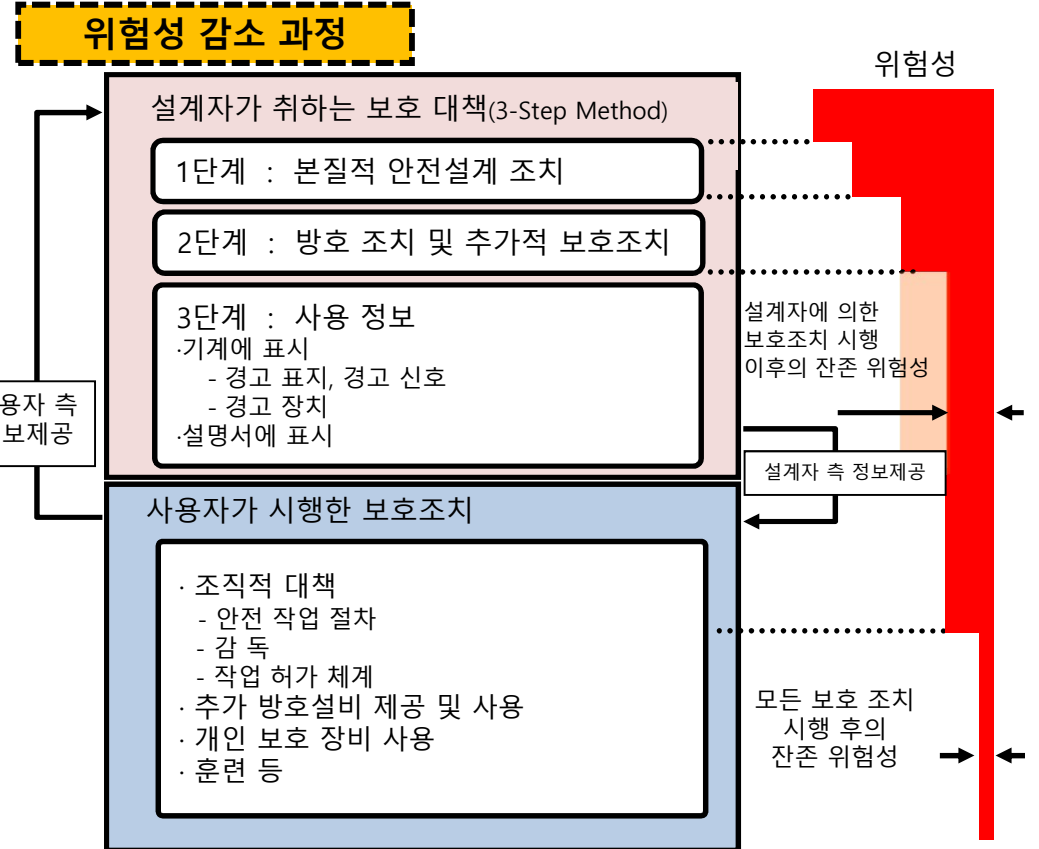 위험성 감소 과정
위험성
설계자가 취하는 보호 대책(3-Step Method)
1단계 : 본질적 안전설계 조치
2단계 : 방호 조치 및 추가적 보호조치
3단계 : 사용 정보
·기계에 표시
- 경고 표지, 경고 신호
- 경고 장치
·설명서에 표시
설계자에 의한
보호조치 시행
이후의 잔존 위험성
용자 측
보제공
설계자 측 정보제공
사용자가 시행한 보호조치
· 조직적 대책
- 안전 작업 절차
- 감 독
- 작업 허가 체계
· 추가 방호설비 제공 및 사용
· 개인 보호 장비 사용
· 훈련 등
모든 보호 조치
시행 후의
잔존 위험성